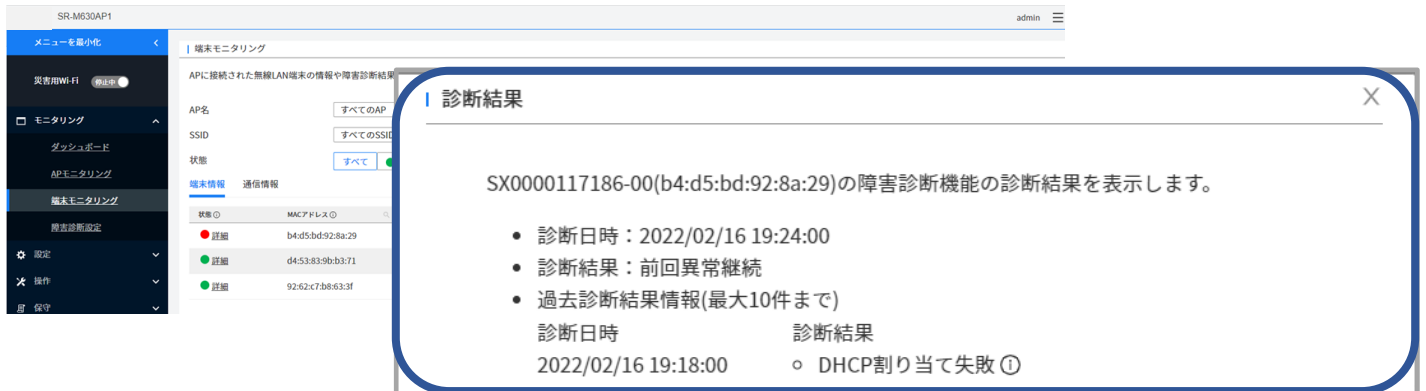 SR-M630AP1
admin
メニューを最小化
災害用Wi-Fi 停止中
モニタリング
ダッシュボード
APモニタリング
端末モニタリング
障害診断設定
設定
操作
保守
端末モニタリング
APに接続された無線LAN端末の情報や障害診断結果
AP名 すべてのAP
SSID すべてのSSID
状態 すべて
端末情報 通信情報
状態 MACアドレス
詳細 b4:d5:bd:92:8a:29
詳細 d4:53:83:9b:b3:71
詳細 92:62:c7:b8:63:3f
診断結果 X
SX0000117186-00(b4:d5:bd:92:8a:29)の障害診断機能の診断結果を表示します。
• 診断日時：2022/02/16 19:24:00
• 診断結果：前回異常継続
• 過去診断結果情報(最大10件まで)
診断日時 診断結果
2022/02/16 19:18:00 ○ DHCP割り当て失敗